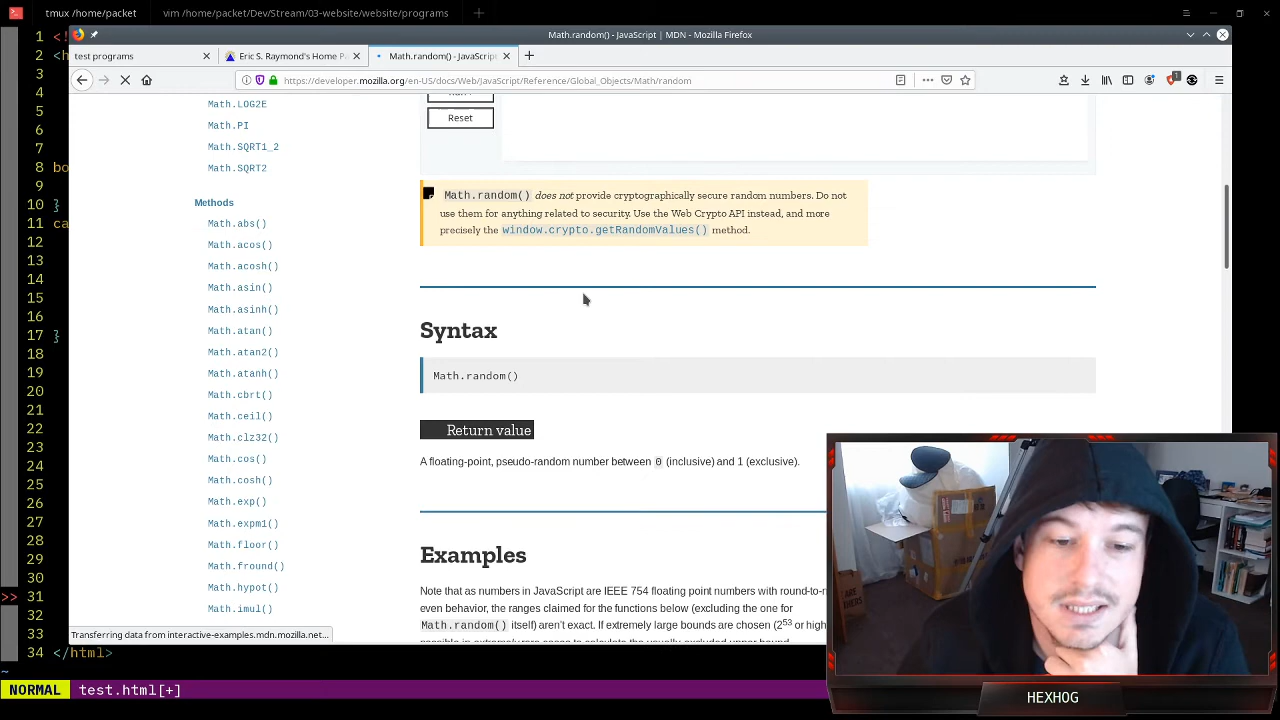 tmux /home/packet
vim /home/packet/Dev/Stream/03-website/website/programs
Math.random() - JavaScript | MDN - Mozilla Firefox
test programs
Eric S. Raymond's Home P
Math.random() - JavaScript
https://developer.mozilla.org/en-US/docs/Web/JavaScript/Reference/Global_Objects/Math/random
1 <!
2 <h
3
4
5
6
7
8 bo
9
10 }
11 ca
12
13
14
15
16
17 }
18
19
20
21
22
23
24
25
26
27
28
29
30
>> 31
32
33
34 </html>
~
NORMAL test.html[+]
Math.LOG2E
Math.PI
Math.SQRT1_2
Math.SQRT2
Methods
Math.abs()
Math.acos()
Math.acosh()
Math.asin()
Math.asinh()
Math.atan()
Math.atan2()
Math.atanh()
Math.cbrt()
Math.ceil()
Math.clz32()
Math.cos()
Math.cosh()
Math.exp()
Math.expm1()
Math.floor()
Math.fround()
Math.hypot()
Math.imul()
Transferring data from interactive-examples.mdn.mozilla.net...
Reset
Math.random() does not provide cryptographically secure random numbers. Do not
use them for anything related to security. Use the Web Crypto API instead, and more
precisely the window.crypto.getRandomValues() method.
Syntax
Math.random()
Return value
A floating-point, pseudo-random number between 0 (inclusive) and 1 (exclusive).
Examples
Note that as numbers in JavaScript are IEEE 754 floating point numbers with round-to-n
even behavior, the ranges claimed for the functions below (excluding the one for
Math.random() itself) aren't exact. If extremely large bounds are chosen (2^53 or high
HEXHOG